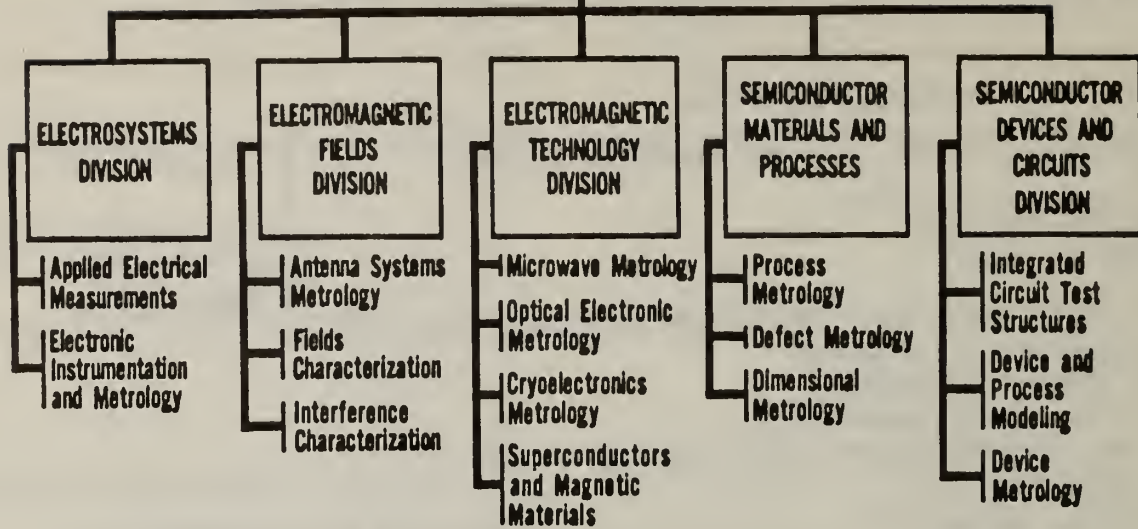 ELECTROSYSTEMS
DIVISION
Applied Electrical
Measurements
Electronic
Instrumentation
and Metrology
ELECTROMAGNETIC
FIELDS
DIVISION
Antenna Systems
Metrology
Fields
Characterization
Interference
Characterization
ELECTROMAGNETIC
TECHNOLOGY
DIVISION
Microwave Metrology
Optical Electronic
Metrology
Cryoelectronics
Metrology
Superconductors
and Magnetic
Materials
SEMICONDUCTOR
MATERIALS AND
PROCESSES
Process
Metrology
Defect Metrology
Dimensional
Metrology
SEMICONDUCTOR
DEVICES AND
CIRCUITS
DIVISION
Integrated
Circuit Test
Structures
Device and
Process
Modeling
Device
Metrology